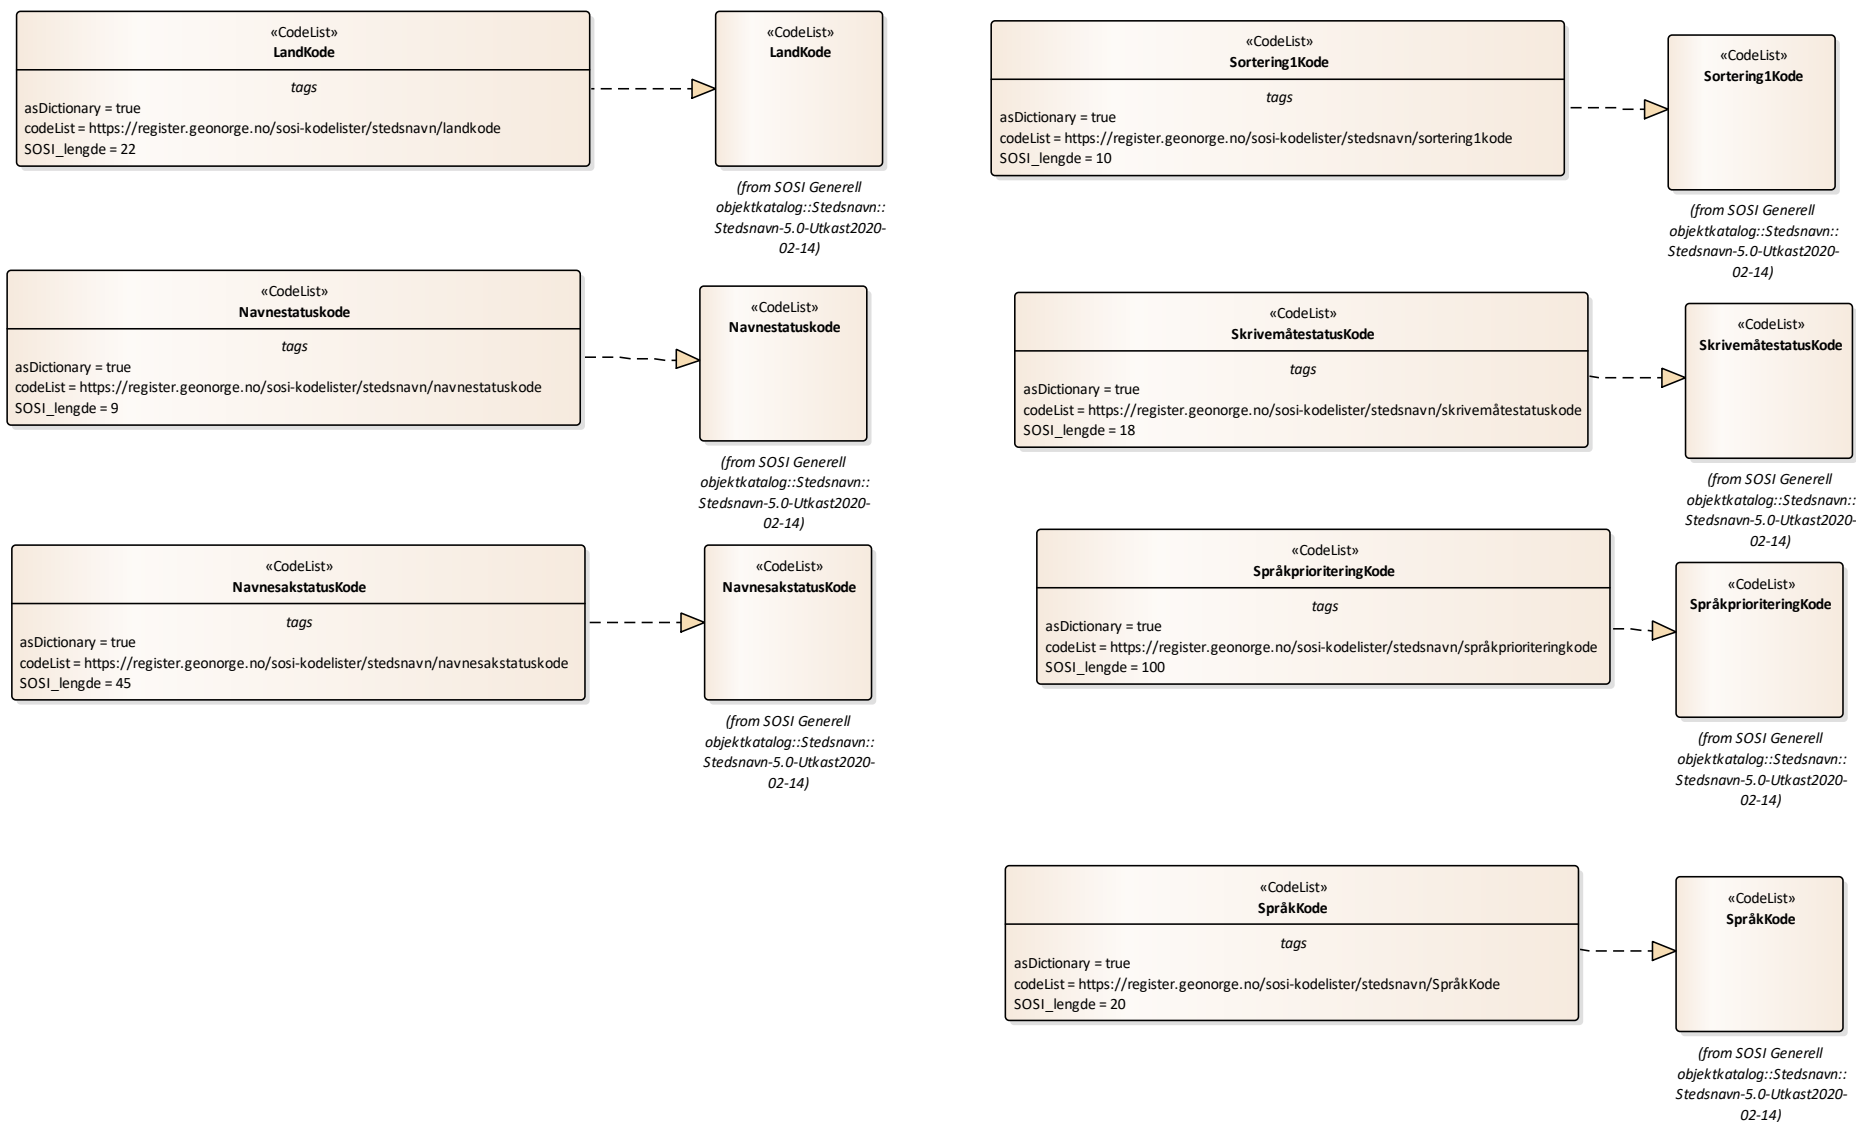 «CodeList»
LandKode
tags
asDictionary = true
codeList = https://register.geonorge.no/sosi-kodelister/stedsnavn/landkode
SOSI_lengde = 22
«CodeList»
LandKode
(from SOSI Generell
objektkatalog::Stedsnavn::
Stedsnavn-5.0-Utkast2020-
02-14)
«CodeList»
Navnestatuskode
tags
asDictionary = true
codeList = https://register.geonorge.no/sosi-kodelister/stedsnavn/navnestatuskode
SOSI_lengde = 9
«CodeList»
Navnestatuskode
(from SOSI Generell
objektkatalog::Stedsnavn::
Stedsnavn-5.0-Utkast2020-
02-14)
«CodeList»
NavnesakstatusKode
tags
asDictionary = true
codeList = https://register.geonorge.no/sosi-kodelister/stedsnavn/navnesakstatuskode
SOSI_lengde = 45
«CodeList»
NavnesakstatusKode
(from SOSI Generell
objektkatalog::Stedsnavn::
Stedsnavn-5.0-Utkast2020-
02-14)
«CodeList»
Sortering1Kode
tags
asDictionary = true
codeList = https://register.geonorge.no/sosi-kodelister/stedsnavn/sortering1kode
SOSI_lengde = 10
«CodeList»
Sortering1Kode
(from SOSI Generell
objektkatalog::Stedsnavn::
Stedsnavn-5.0-Utkast2020-
02-14)
«CodeList»
SkrivemåtestatusKode
tags
asDictionary = true
codeList = https://register.geonorge.no/sosi-kodelister/stedsnavn/skrivemåtestatuskode
SOSI_lengde = 18
«CodeList»
SkrivemåtestatusKode
(from SOSI Generell
objektkatalog::Stedsnavn::
Stedsnavn-5.0-Utkast2020-
02-14)
«CodeList»
SpråkprioriteringKode
tags
asDictionary = true
codeList = https://register.geonorge.no/sosi-kodelister/stedsnavn/språkprioriteringkode
SOSI_lengde = 100
«CodeList»
SpråkprioriteringKode
(from SOSI Generell
objektkatalog::Stedsnavn::
Stedsnavn-5.0-Utkast2020-
02-14)
«CodeList»
SpråkKode
tags
asDictionary = true
codeList = https://register.geonorge.no/sosi-kodelister/stedsnavn/SpråkKode
SOSI_lengde = 20
«CodeList»
SpråkKode
(from SOSI Generell
objektkatalog::Stedsnavn::
Stedsnavn-5.0-Utkast2020-
02-14)